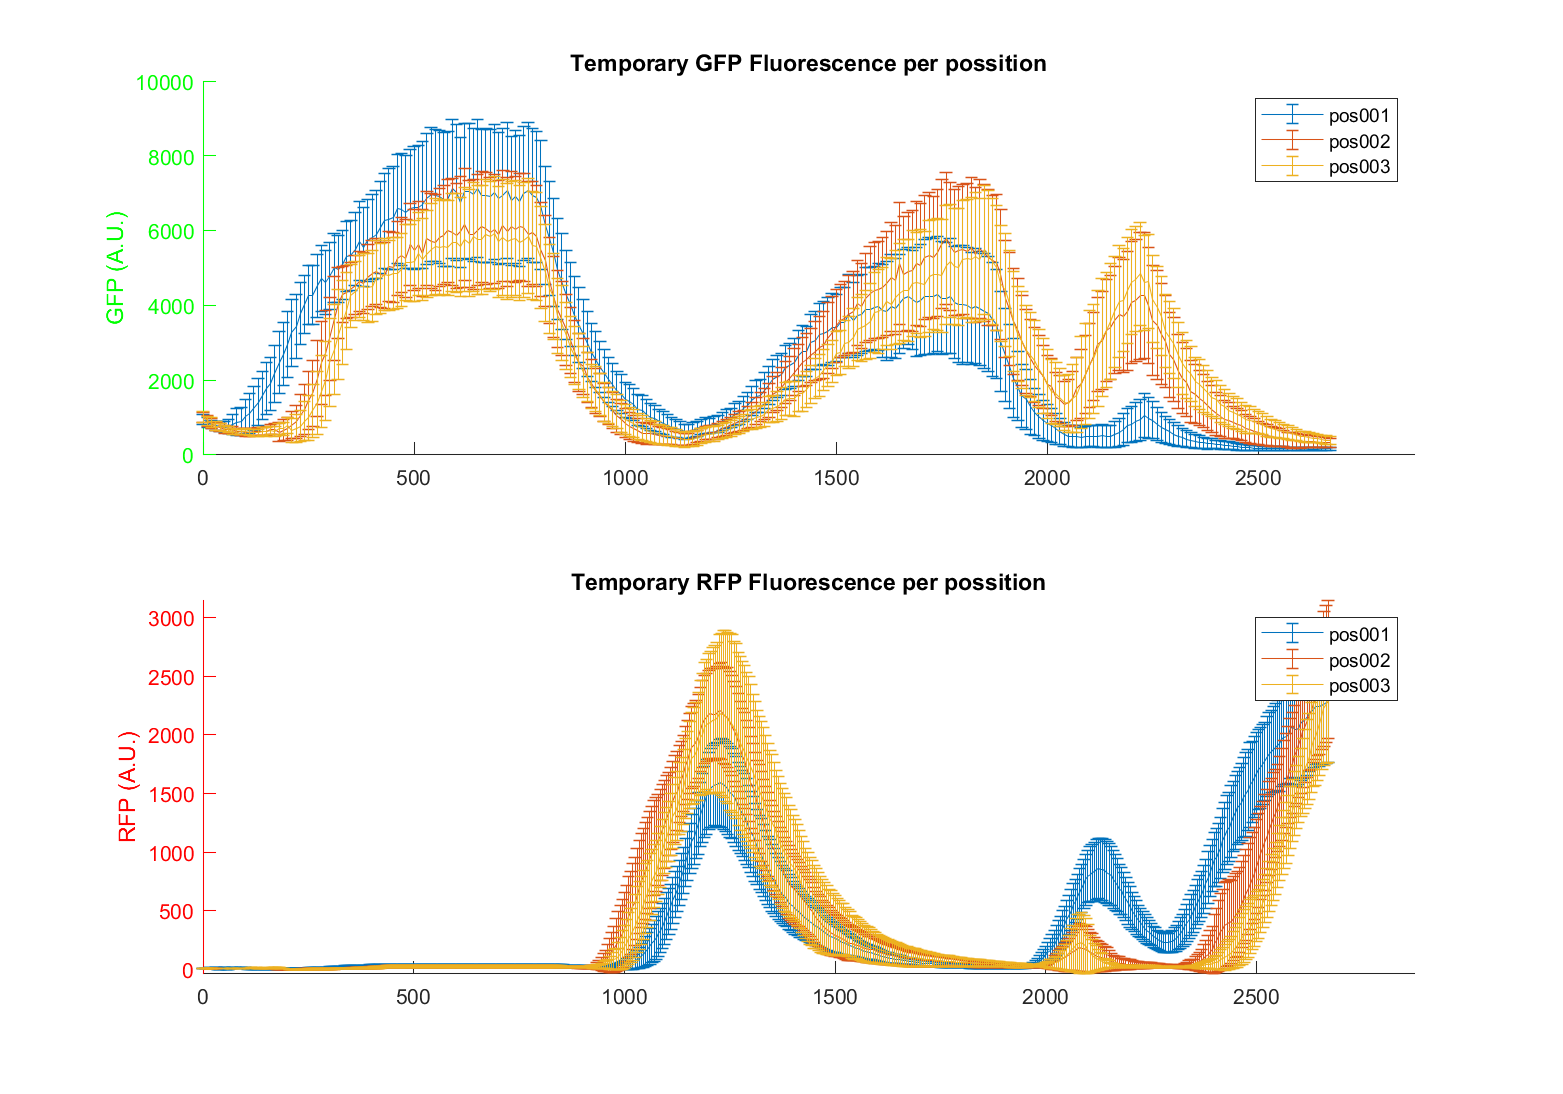 Temporary GFP Fluorescence per possition
GFP (A.U.)
10000
8000
6000
4000
2000
0
0 500 1000 1500 2000 2500
pos001
pos002
pos003
Temporary RFP Fluorescence per possition
RFP (A.U.)
3000
2500
2000
1500
1000
500
0
0 500 1000 1500 2000 2500
pos001
pos002
pos003